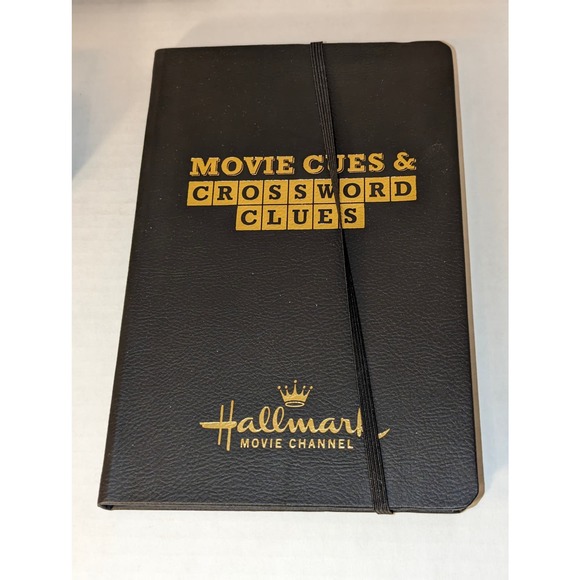 MOVIE CUES &
CROSSWORD
CLUES
Hallmark
MOVIE CHANNEL